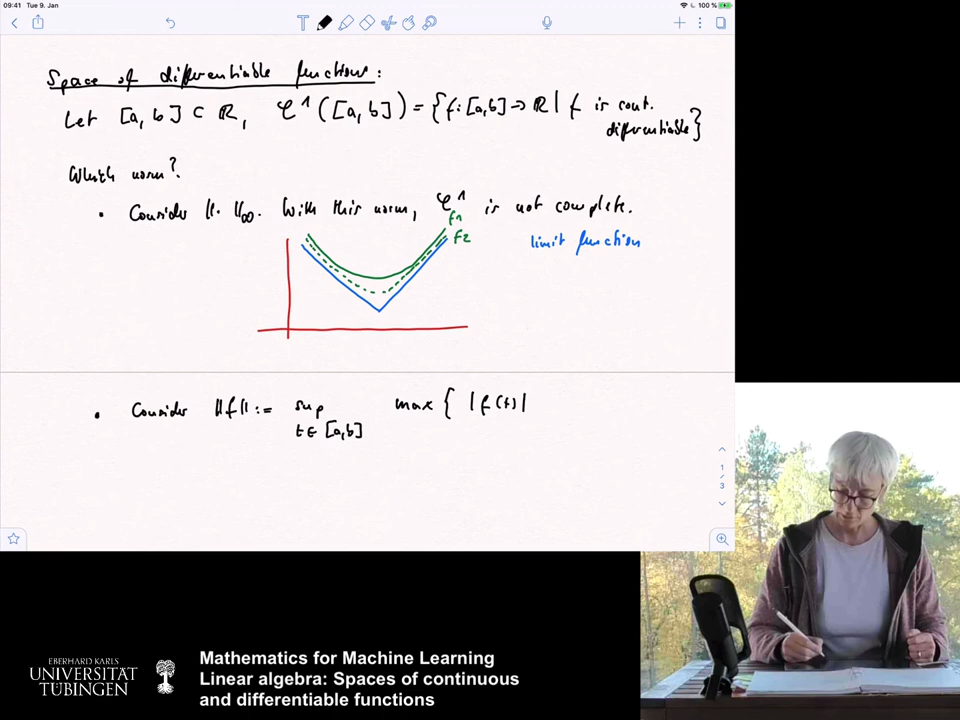 09:41 Tue 9. Jan
100 %
Space of differentiable functions:
Let [a, b] ⊂ ℝ, 𝒞¹([a, b]) = {f: [a,b] → ℝ | f is cont.
differentiable}
Which norm?
• Consider ||·||∞. With this norm, 𝒞¹ is not complete.
f1
f2
limit function
• Consider ||f|| := sup max { |f(t)|
t ∈ [a,b]
1
/
3
EBERHARD KARLS
UNIVERSITÄT
TÜBINGEN
Mathematics for Machine Learning
Linear algebra: Spaces of continuous
and differentiable functions